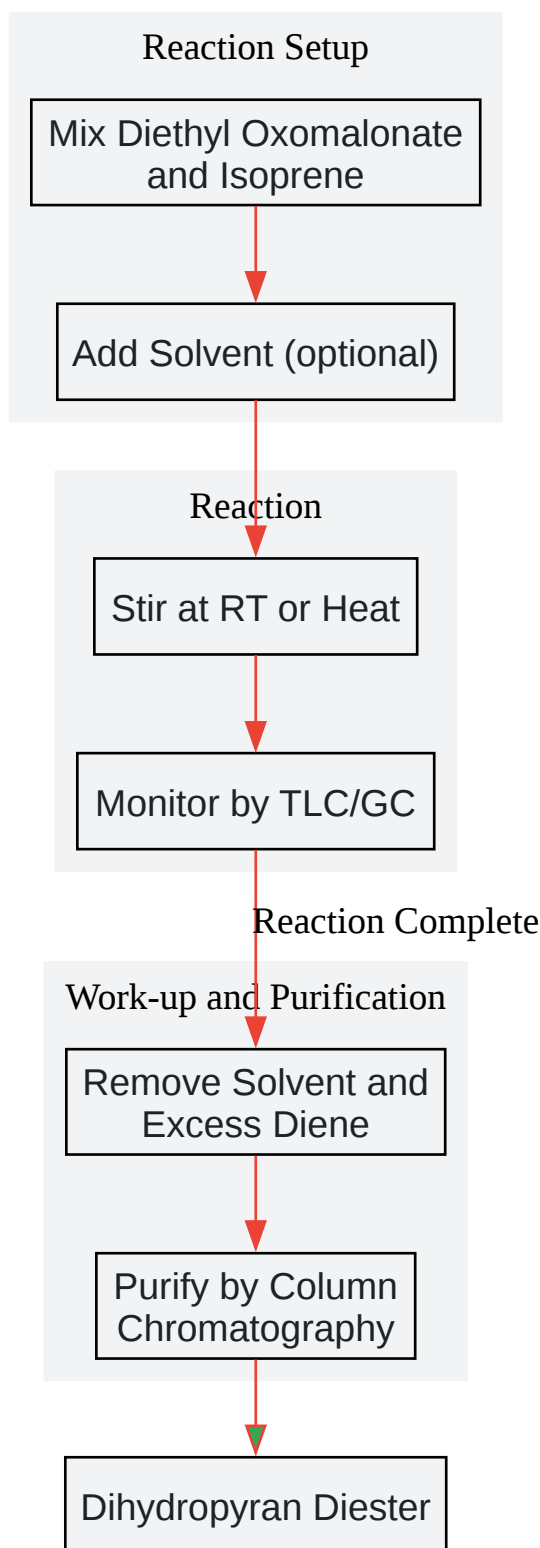 Reaction Setup
Mix Diethyl Oxomalonate
and Isoprene
Add Solvent (optional)
Reaction
Stir at RT or Heat
Monitor by TLC/GC
Reaction Complete
Work-up and Purification
Remove Solvent and
Excess Diene
Purify by Column
Chromatography
Dihydropyran Diester